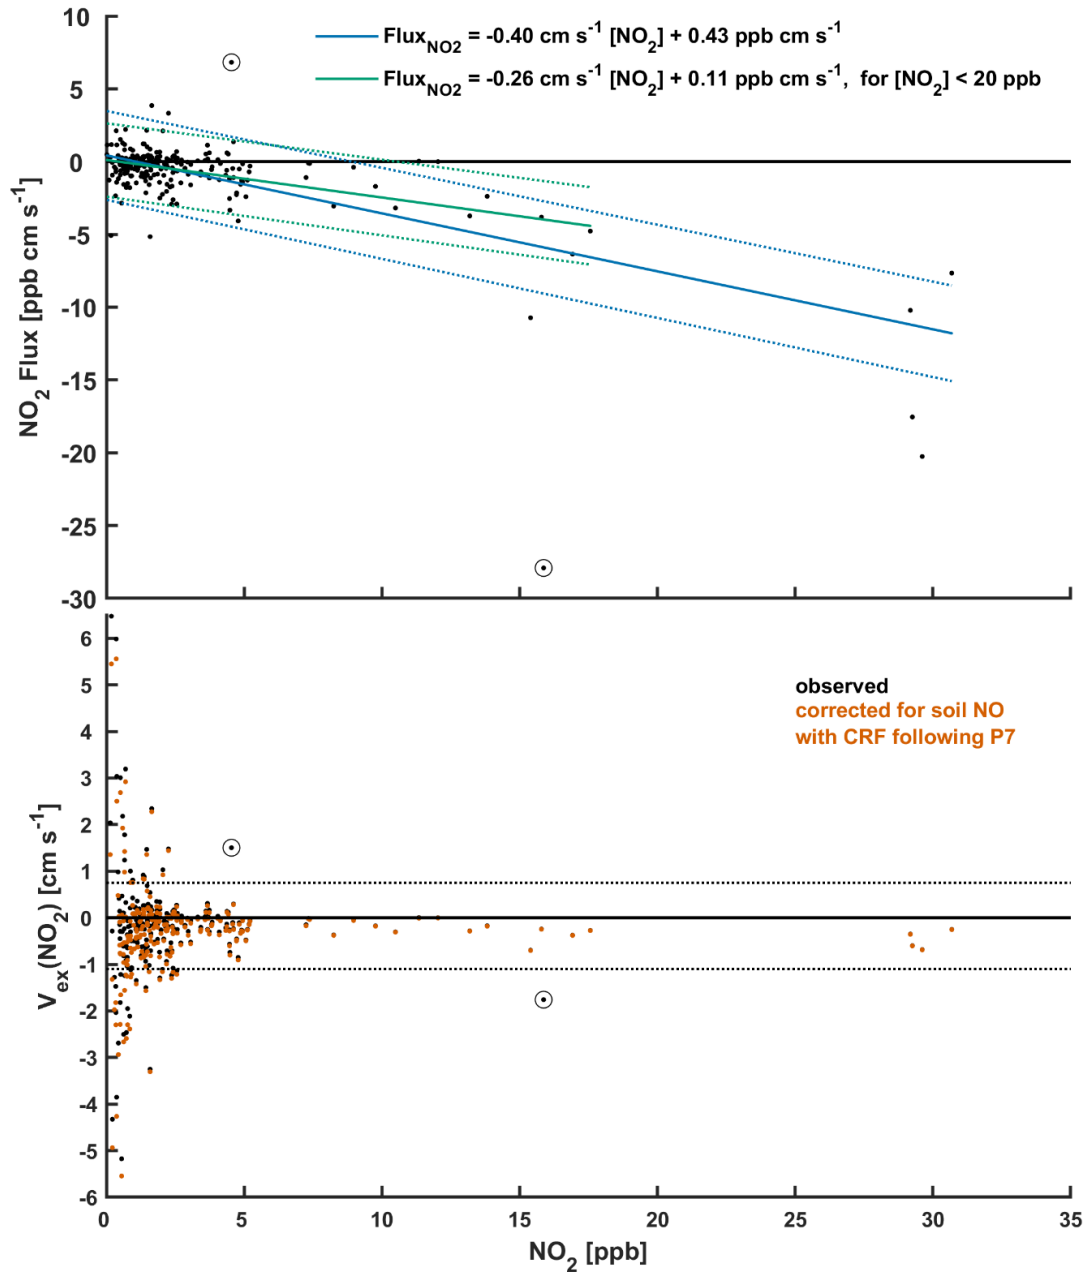 Flux_NO2 = -0.40 cm s⁻¹ [NO₂] + 0.43 ppb cm s⁻¹
Flux_NO2 = -0.26 cm s⁻¹ [NO₂] + 0.11 ppb cm s⁻¹, for [NO₂] < 20 ppb
NO₂ Flux [ppb cm s⁻¹]
10
5
0
-5
-10
-15
-20
-25
-30
observed
corrected for soil NO
with CRF following P7
V_ex(NO₂) [cm s⁻¹]
6
5
4
3
2
1
0
-1
-2
-3
-4
-5
-6
0 5 10 15 20 25 30 35
NO₂ [ppb]